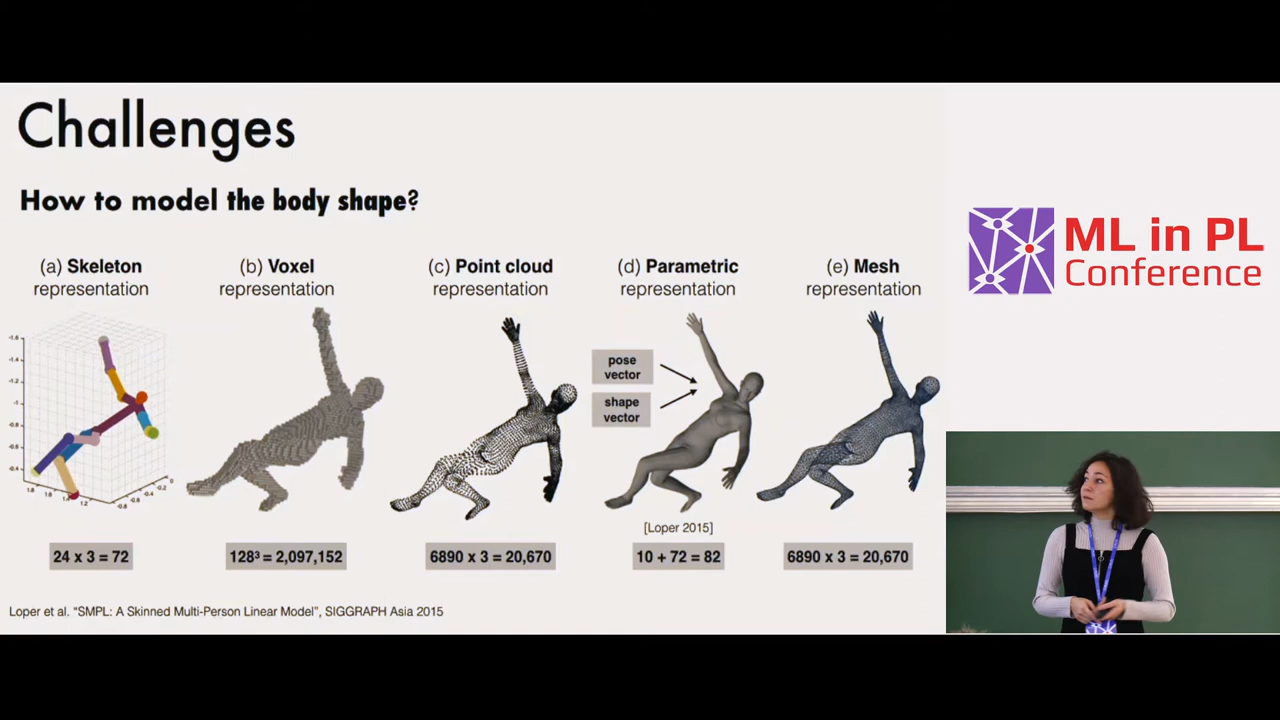 Challenges
How to model the body shape?
(a) Skeleton
representation
(b) Voxel
representation
(c) Point cloud
representation
(d) Parametric
representation
(e) Mesh
representation
pose
vector
shape
vector
[Loper 2015]
24 x 3 = 72
128³ = 2,097,152
6890 x 3 = 20,670
10 + 72 = 82
6890 x 3 = 20,670
Loper et al. "SMPL: A Skinned Multi-Person Linear Model", SIGGRAPH Asia 2015
ML in PL
Conference